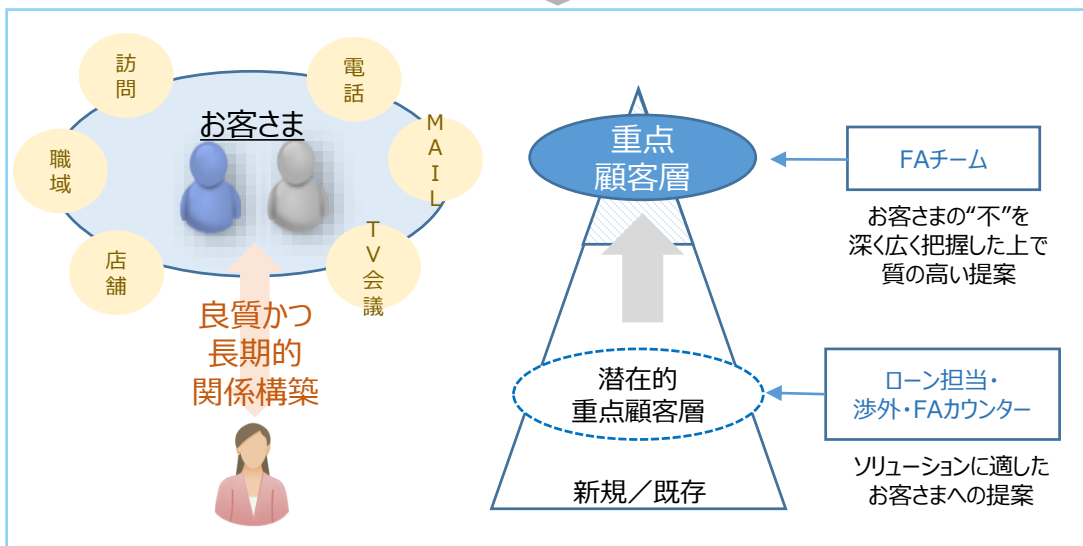 訪問
電話
お客さま
MAIL
職域
店舗
TV会議
良質かつ
長期的
関係構築
重点
顧客層
FAチーム
お客さまの“不”を
深く広く把握した上で
質の高い提案
潜在的
重点顧客層
ローン担当・
渉外・FAカウンター
ソリューションに適した
お客さまへの提案
新規／既存